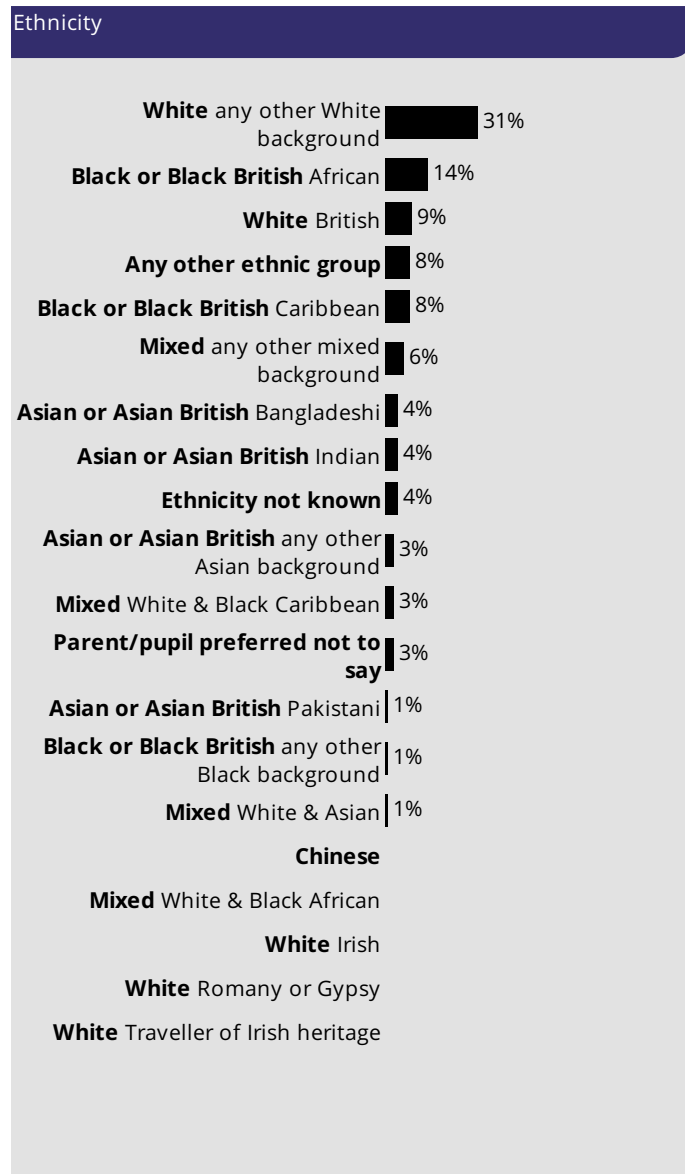 Ethnicity
White any other White
background
31%
Black or Black British African
14%
White British
9%
Any other ethnic group
8%
Black or Black British Caribbean
8%
Mixed any other mixed
background
6%
Asian or Asian British Bangladeshi
4%
Asian or Asian British Indian
4%
Ethnicity not known
4%
Asian or Asian British any other
Asian background
3%
Mixed White & Black Caribbean
3%
Parent/pupil preferred not to
say
3%
Asian or Asian British Pakistani
1%
Black or Black British any other
Black background
1%
Mixed White & Asian
1%
Chinese
Mixed White & Black African
White Irish
White Romany or Gypsy
White Traveller of Irish heritage